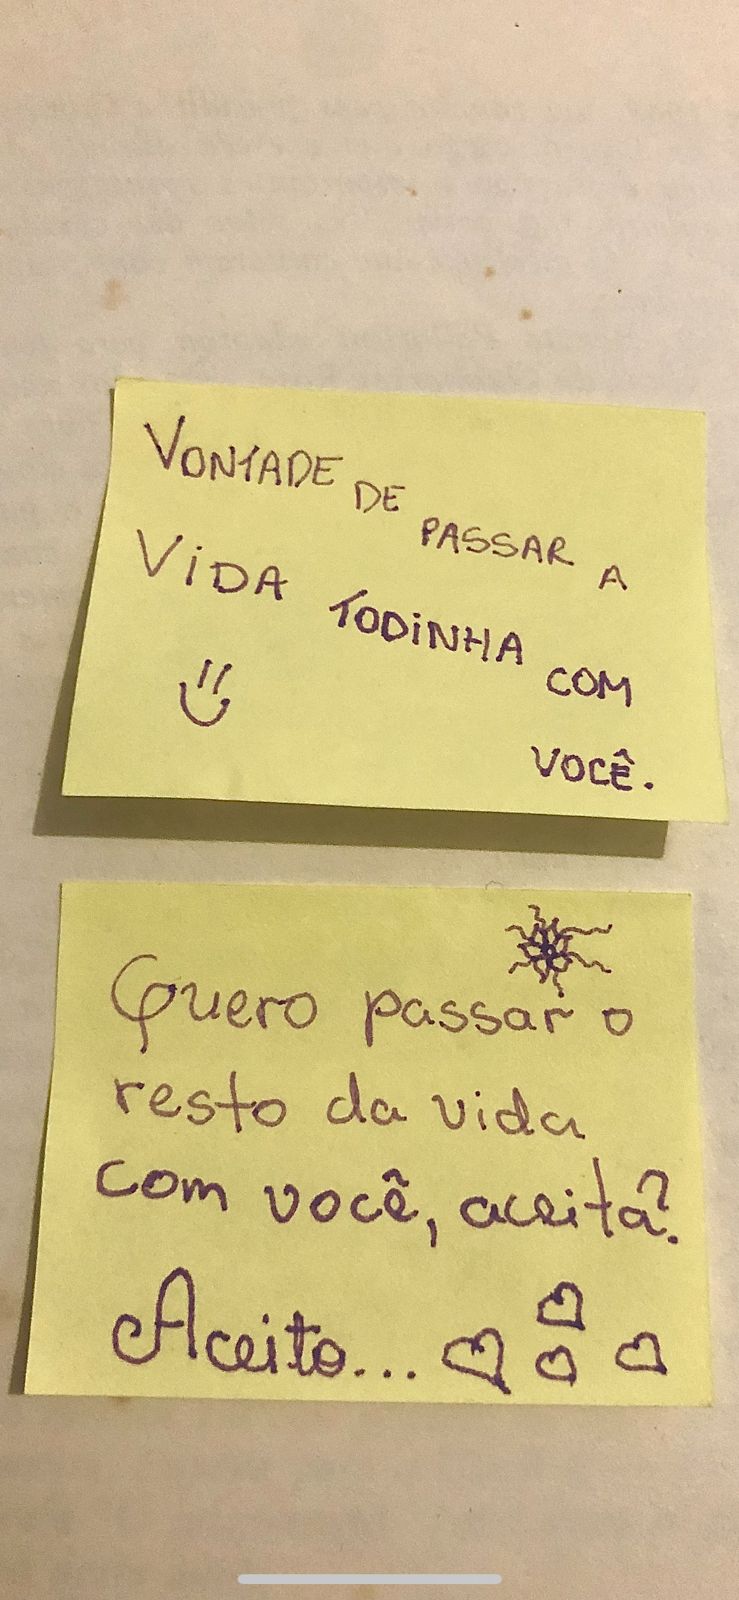 VONTADE DE PASSAR A
VIDA TODINHA COM
VOCÊ.
Quero passar o
resto da vida
com você, aceita?
Aceito...